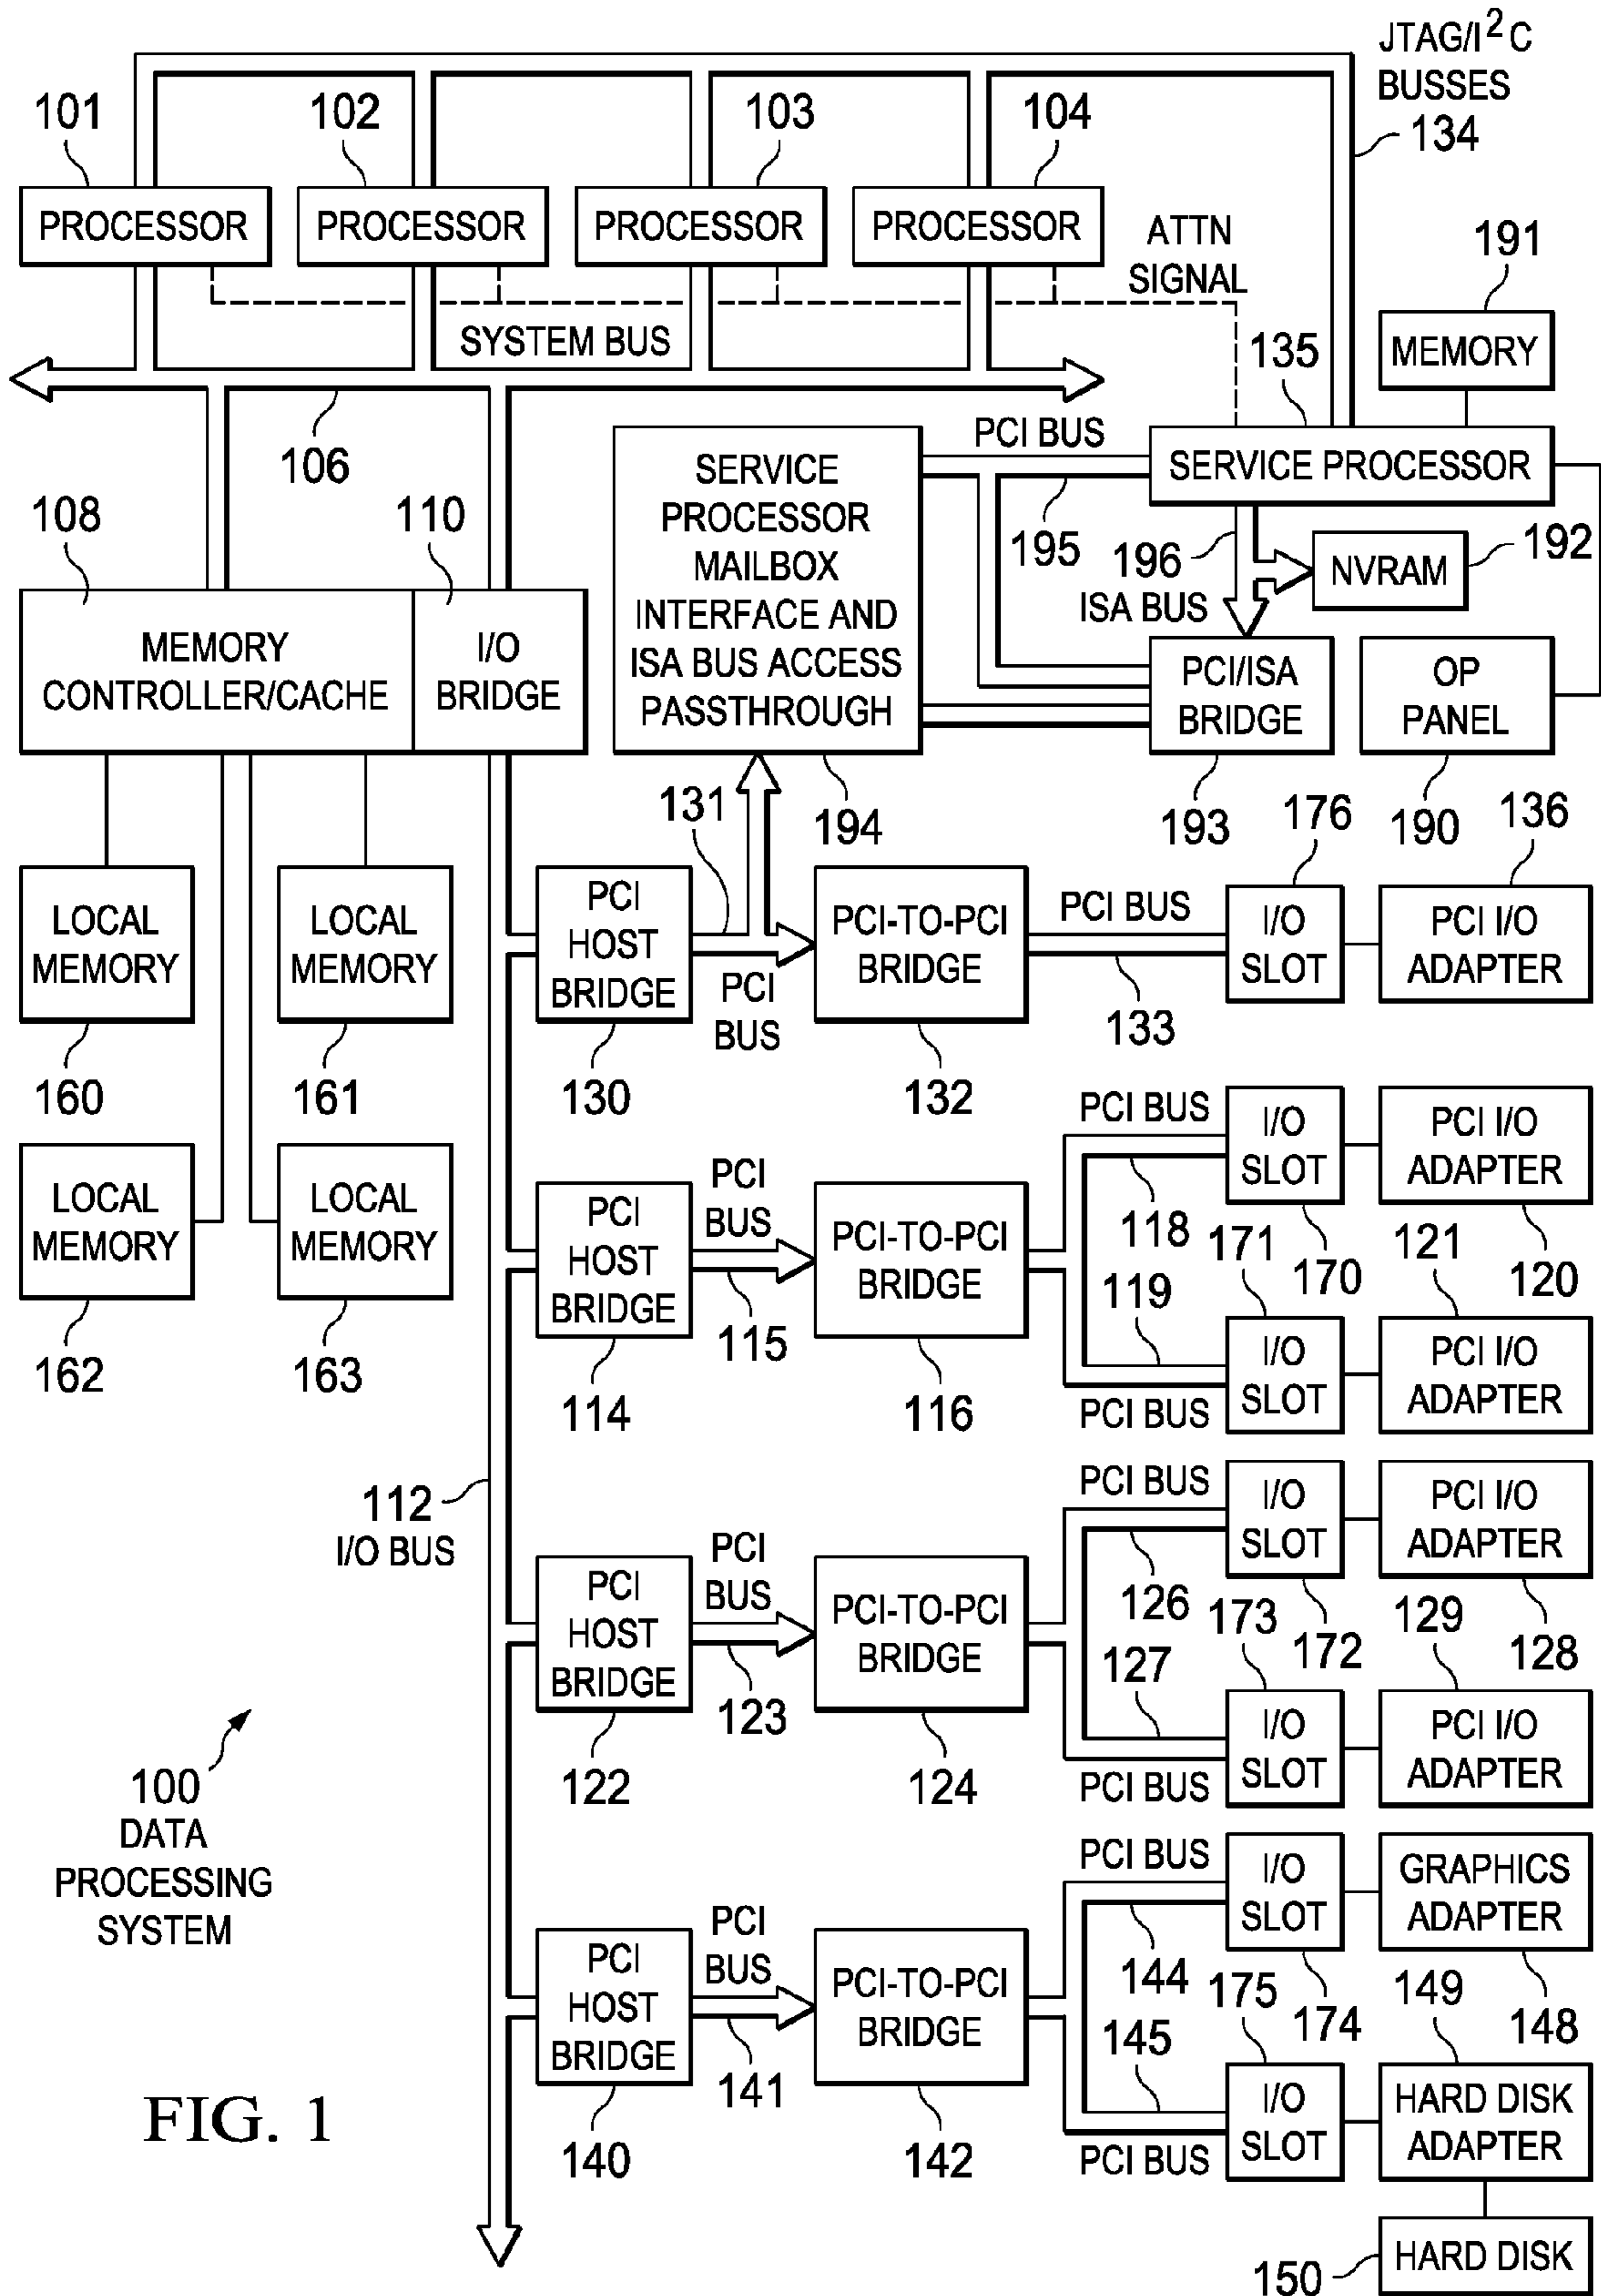 JTAG/I²C
BUSSES
134
101
102
103
104
PROCESSOR
PROCESSOR
PROCESSOR
PROCESSOR
ATTN
SIGNAL
191
MEMORY
SYSTEM BUS
135
106
PCI BUS
SERVICE PROCESSOR
195
196
ISA BUS
NVRAM
192
108
110
MEMORY
CONTROLLER/CACHE
I/O
BRIDGE
SERVICE
PROCESSOR
MAILBOX
INTERFACE AND
ISA BUS ACCESS
PASSTHROUGH
PCI/ISA
BRIDGE
OP
PANEL
131
194
193
190
176
136
LOCAL
MEMORY
LOCAL
MEMORY
160
161
PCI
HOST
BRIDGE
PCI
BUS
PCI-TO-PCI
BRIDGE
PCI BUS
133
I/O
SLOT
PCI I/O
ADAPTER
130
132
LOCAL
MEMORY
LOCAL
MEMORY
162
163
PCI
HOST
BRIDGE
PCI
BUS
115
PCI-TO-PCI
BRIDGE
114
116
PCI BUS
118
I/O
SLOT
PCI I/O
ADAPTER
171
170
121
120
119
PCI BUS
I/O
SLOT
PCI I/O
ADAPTER
112
I/O BUS
PCI
HOST
BRIDGE
PCI
BUS
123
PCI-TO-PCI
BRIDGE
122
124
PCI BUS
126
I/O
SLOT
PCI I/O
ADAPTER
173
172
129
128
127
PCI BUS
I/O
SLOT
PCI I/O
ADAPTER
100
DATA
PROCESSING
SYSTEM
PCI
HOST
BRIDGE
PCI
BUS
141
PCI-TO-PCI
BRIDGE
140
142
PCI BUS
144
I/O
SLOT
GRAPHICS
ADAPTER
175
174
149
148
145
PCI BUS
I/O
SLOT
HARD DISK
ADAPTER
150
HARD DISK
FIG. 1